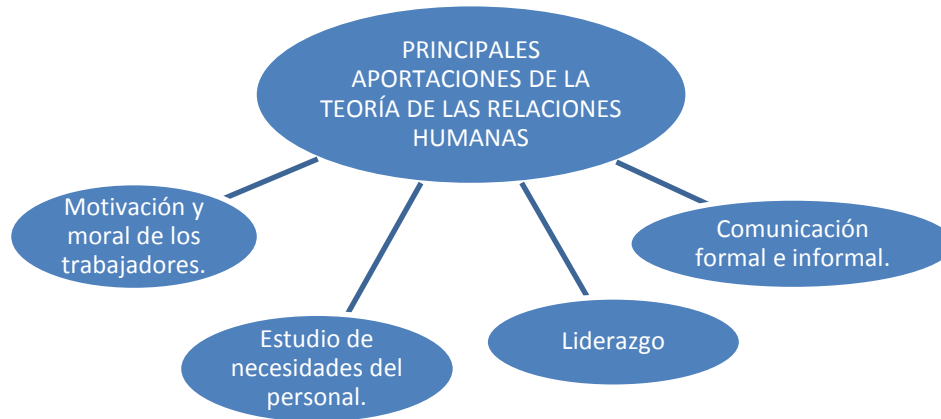 PRINCIPALES
APORTACIONES DE LA
TEORÍA DE LAS RELACIONES
HUMANAS
Motivación y
moral de los
trabajadores.
Estudio de
necesidades del
personal.
Liderazgo
Comunicación
formal e informal.